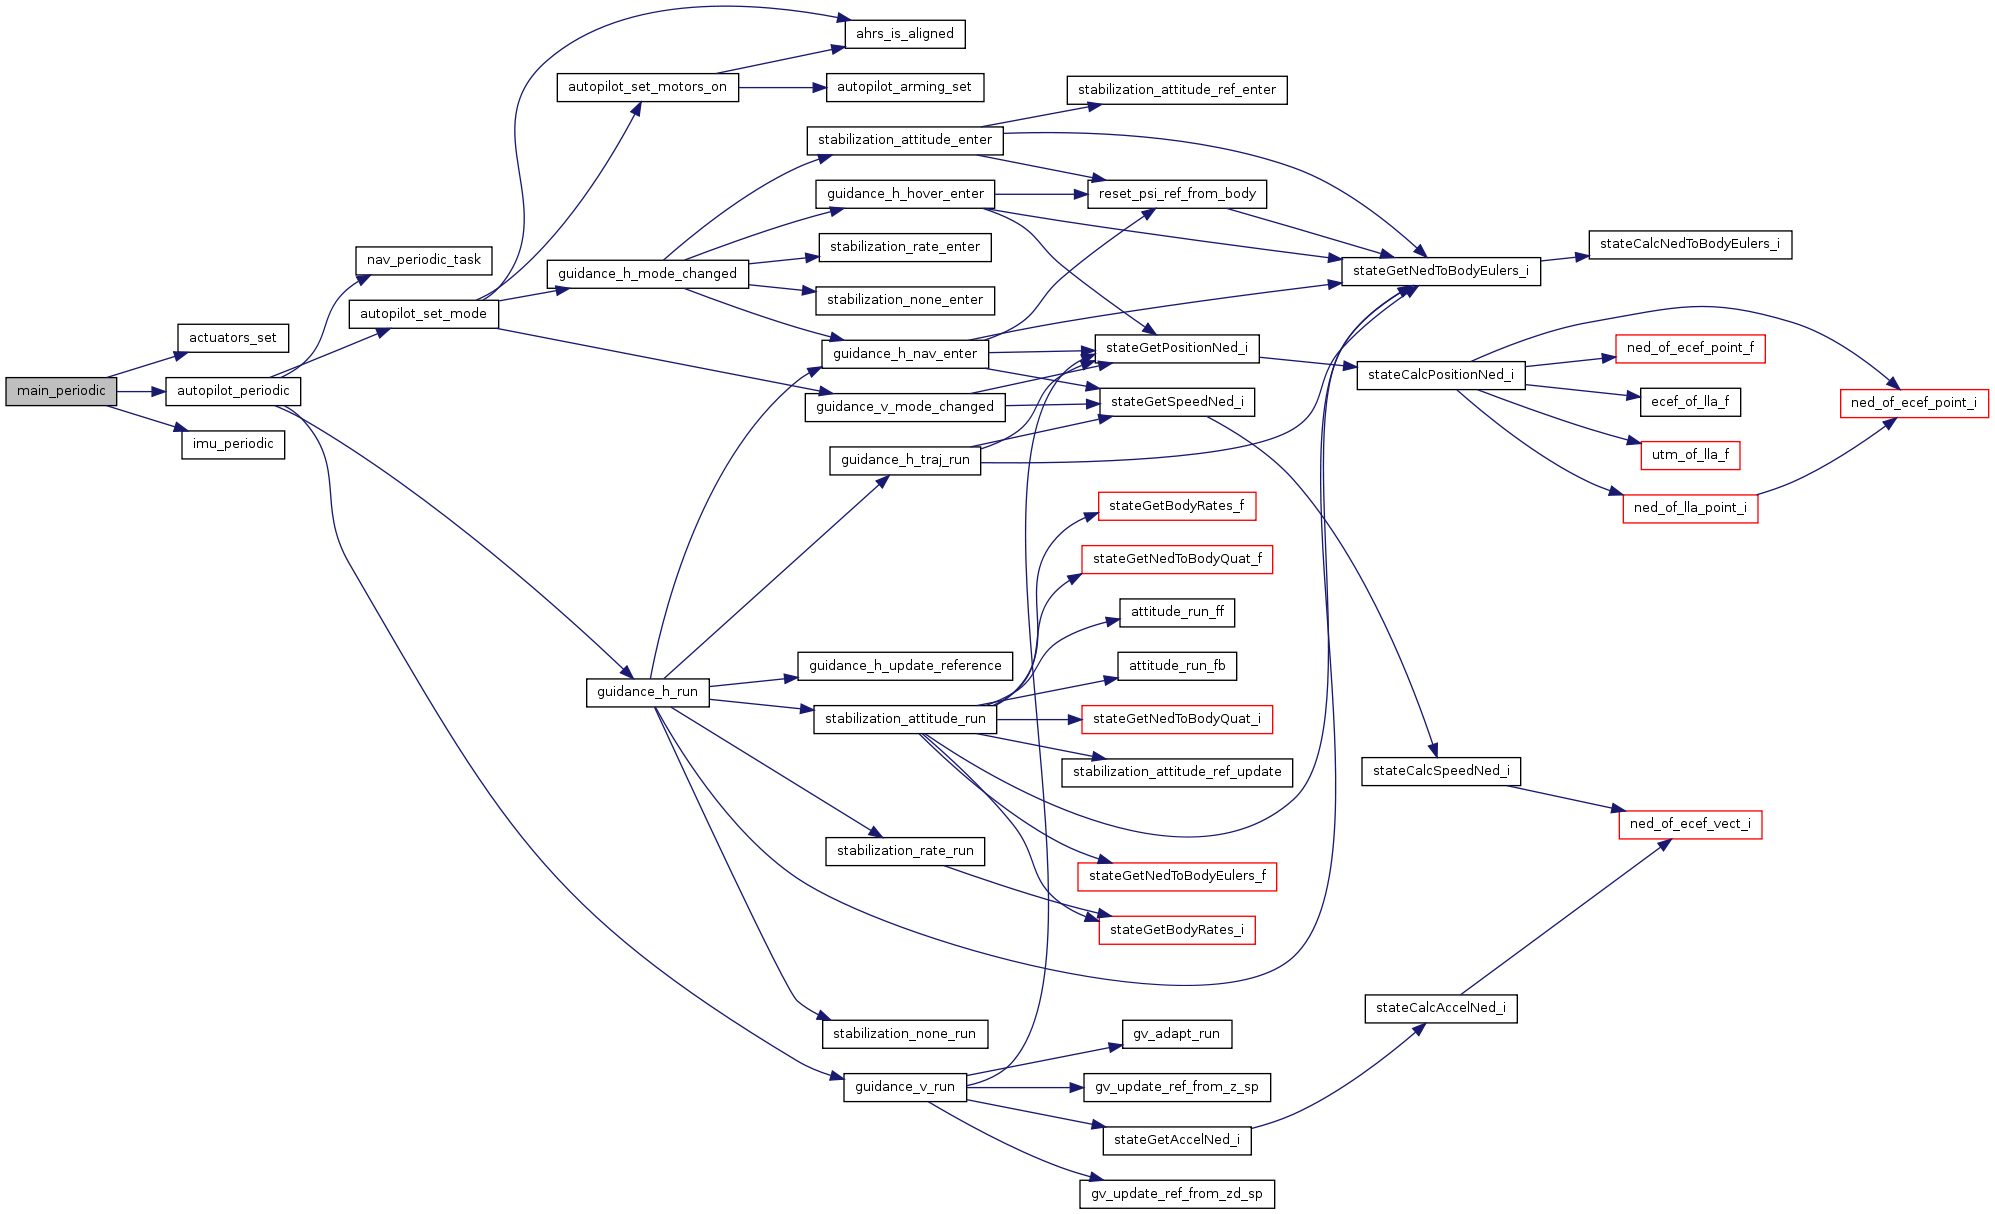 main_periodic
actuators_set
autopilot_periodic
imu_periodic
nav_periodic_task
autopilot_set_mode
autopilot_set_motors_on
guidance_h_mode_changed
guidance_h_run
ahrs_is_aligned
autopilot_arming_set
stabilization_attitude_enter
guidance_h_hover_enter
stabilization_rate_enter
stabilization_none_enter
guidance_h_nav_enter
guidance_v_mode_changed
guidance_h_traj_run
guidance_h_update_reference
stabilization_attitude_run
stabilization_rate_run
stabilization_none_run
guidance_v_run
stabilization_attitude_ref_enter
reset_psi_ref_from_body
stateGetPositionNed_i
stateGetSpeedNed_i
stateGetBodyRates_f
stateGetNedToBodyQuat_f
attitude_run_ff
attitude_run_fb
stateGetNedToBodyQuat_i
stabilization_attitude_ref_update
stateGetNedToBodyEulers_f
stateGetBodyRates_i
gv_adapt_run
gv_update_ref_from_z_sp
stateGetAccelNed_i
gv_update_ref_from_zd_sp
stateGetNedToBodyEulers_i
stateCalcPositionNed_i
stateCalcSpeedNed_i
stateCalcAccelNed_i
stateCalcNedToBodyEulers_i
ned_of_ecef_point_f
ecef_of_lla_f
utm_of_lla_f
ned_of_lla_point_i
ned_of_ecef_vect_i
ned_of_ecef_point_i